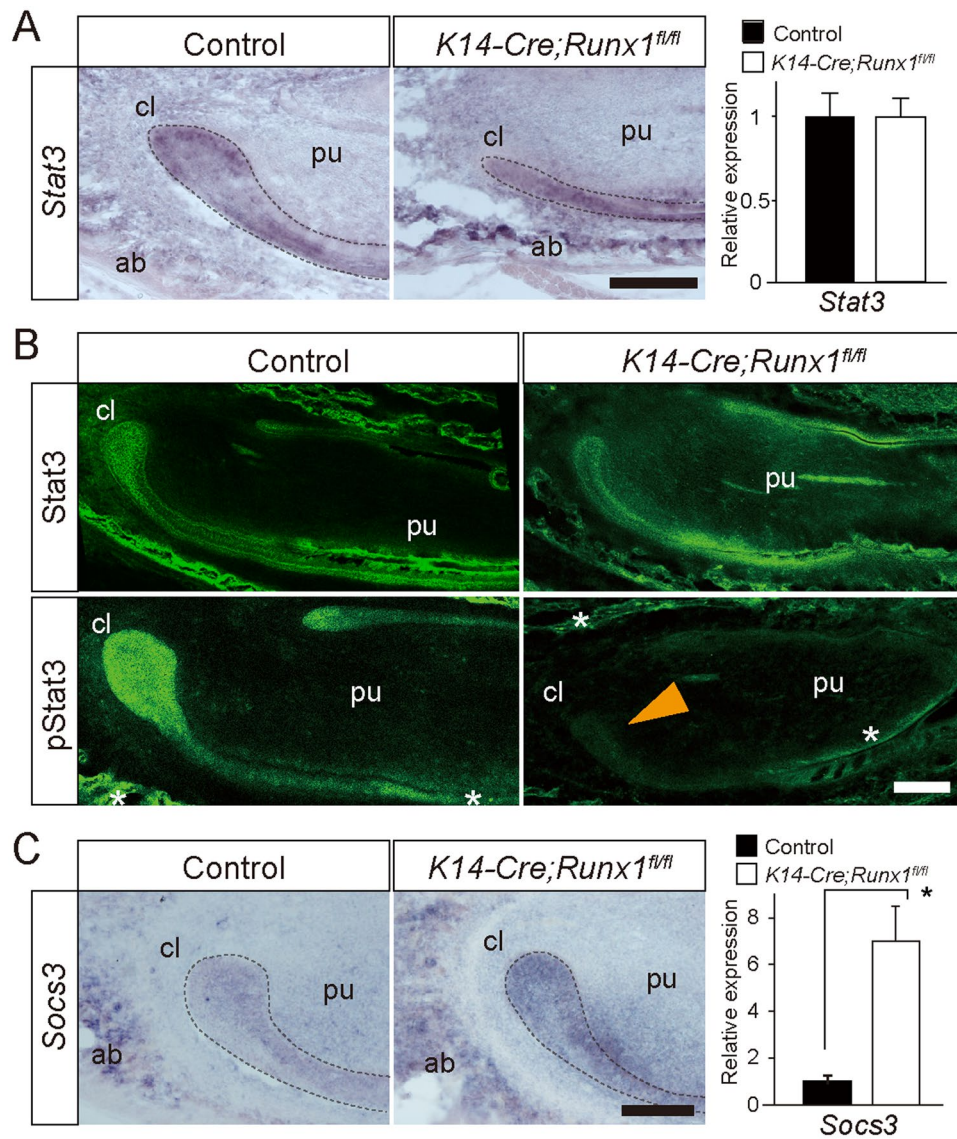 A
Control
K14-Cre;Runx1fl/fl
Control
K14-Cre;Runx1fl/fl
Stat3
cl
pu
ab
cl
pu
ab
Relative expression
1
0.5
0
Stat3
B
Control
K14-Cre;Runx1fl/fl
Stat3
cl
pu
pu
pStat3
cl
pu
*
*
*
cl
pu
*
C
Control
K14-Cre;Runx1fl/fl
Control
K14-Cre;Runx1fl/fl
Socs3
cl
pu
ab
cl
pu
ab
*
Relative expression
8
6
4
2
0
Socs3